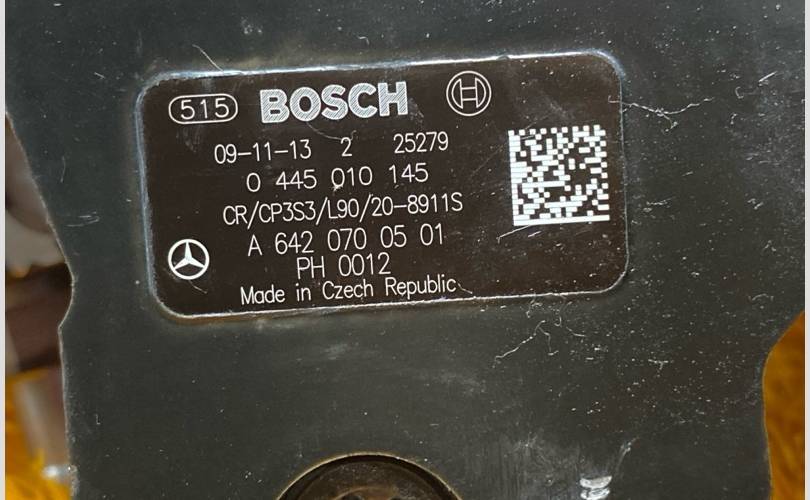 515 BOSCH
09-11-13 2 25279
0 445 010 145
CR/CP3S3/L90/20-8911S
A 642 070 05 01
PH 0012
Made in Czech Republic